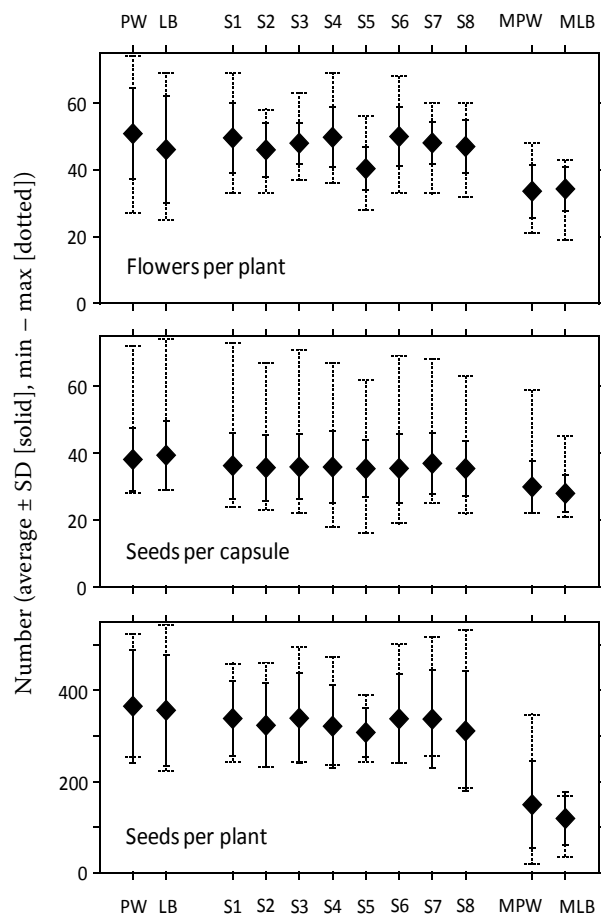 PW LB S1 S2 S3 S4 S5 S6 S7 S8 MPW MLB
Number (average ± SD [solid], min – max [dotted])
60
40
20
0
Flowers per plant
60
40
20
0
Seeds per capsule
400
200
0
Seeds per plant
PW LB S1 S2 S3 S4 S5 S6 S7 S8 MPW MLB